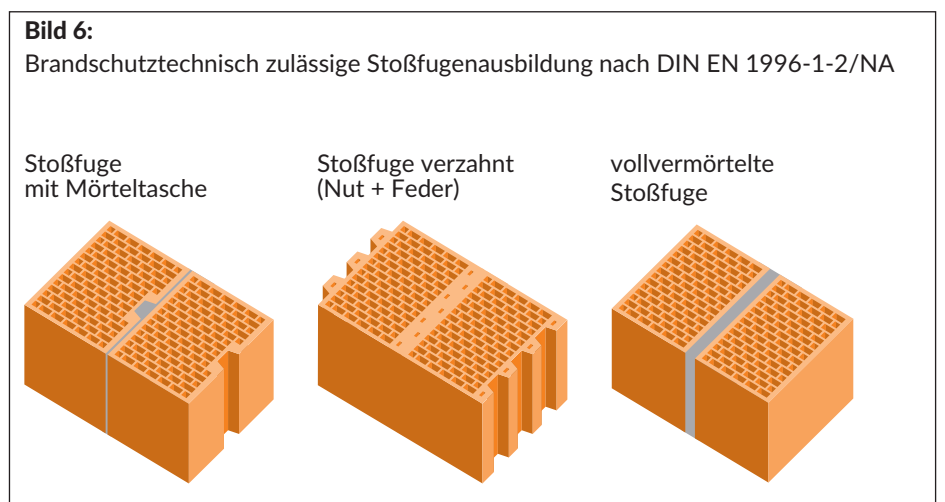 Bild 6:
Brandschutztechnisch zulässige Stoßfugenausbildung nach DIN EN 1996-1-2/NA
Stoßfuge
mit Mörteltasche
Stoßfuge verzahnt
(Nut + Feder)
vollvermörtelte
Stoßfuge